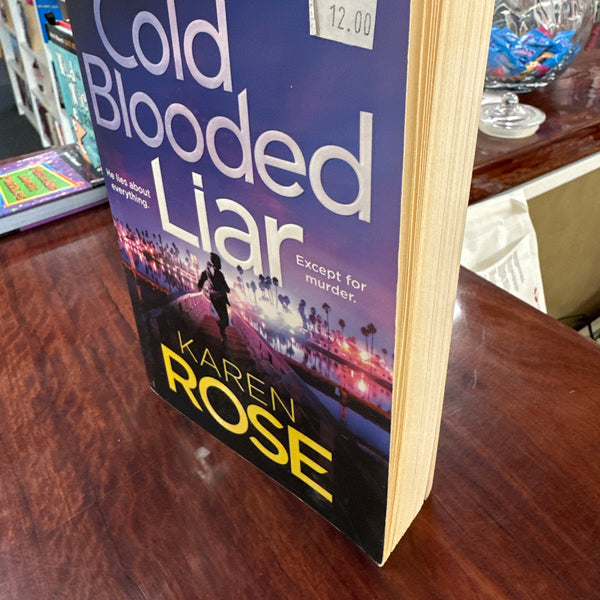 12.00
Cold
Blooded
Liar
He lies about
everything.
Except for
murder.
KAREN
ROSE